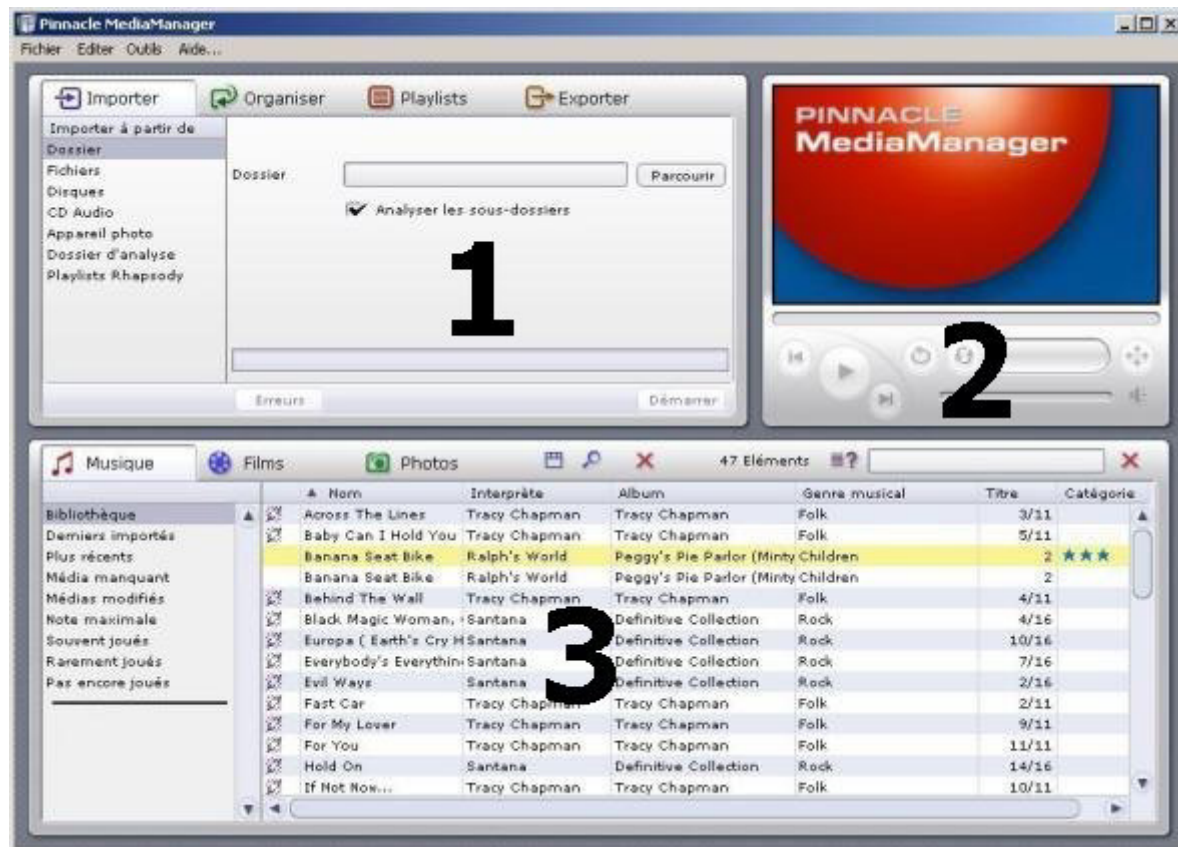 Pinnacle MediaManager
Fichier Editer Outils Aide...
Importer Organiser Playlists Exporter
Importer à partir de
Dossier
Fichiers
Disques
CD Audio
Appareil photo
Dossier d'analyse
Playlists Rhapsody
Dossier Parcourir
Analyser les sous-dossiers
1
Erreurs Démarrer
PINNACLE
MediaManager
2
Musique Films Photos 47 Eléments ?
Nom Interprète Album Genre musical Titre Catégorie
Bibliothèque
Derniers importés
Plus récents
Média manquant
Médias modifiés
Note maximale
Souvent joués
Rarement joués
Pas encore joués
Across The Lines Tracy Chapman Tracy Chapman Folk 3/11
Baby Can I Hold You Tracy Chapman Tracy Chapman Folk 5/11
Banana Seat Bike Ralph's World Peggy's Pie Parlor (Minty Children 2 ★★★
Banana Seat Bike Ralph's World Peggy's Pie Parlor (Minty Children 2
Behind The Wall Tracy Chapman Tracy Chapman Folk 4/11
Black Magic Woman, Santana Definitive Collection Rock 4/16
Europa ( Earth's Cry H Santana Definitive Collection Rock 10/16
Everybody's Everythin Santana Definitive Collection Rock 7/16
Evil Ways Santana Definitive Collection Rock 2/16
Fast Car Tracy Chapman Tracy Chapman Folk 2/11
For My Lover Tracy Chapman Tracy Chapman Folk 9/11
For You Tracy Chapman Tracy Chapman Folk 11/11
Hold On Santana Definitive Collection Rock 14/16
If Not Now... Tracy Chapman Tracy Chapman Folk 10/11
3